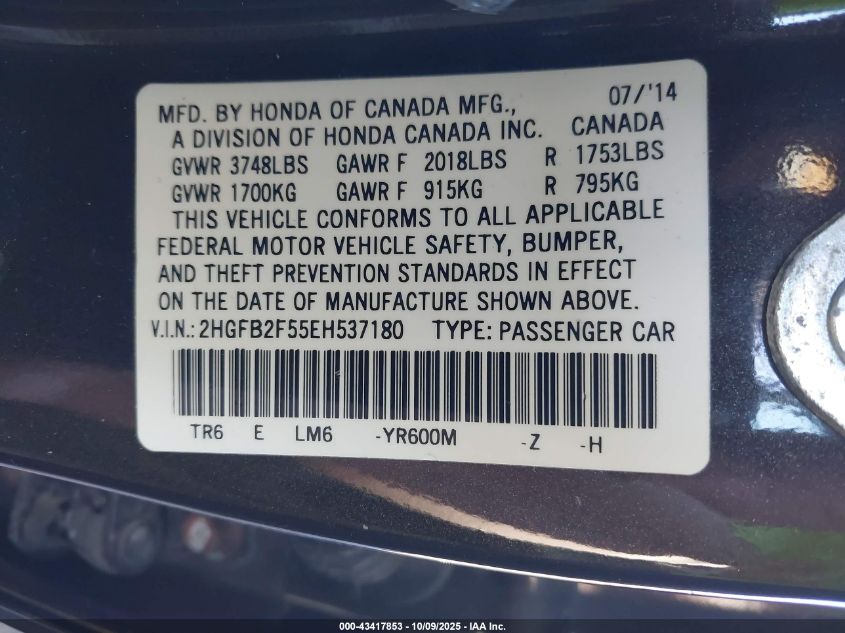 MFD. BY HONDA OF CANADA MFG., 07/'14
A DIVISION OF HONDA CANADA INC. CANADA
GVWR 3748LBS GAWR F 2018LBS R 1753LBS
GVWR 1700KG GAWR F 915KG R 795KG
THIS VEHICLE CONFORMS TO ALL APPLICABLE
FEDERAL MOTOR VEHICLE SAFETY, BUMPER,
AND THEFT PREVENTION STANDARDS IN EFFECT
ON THE DATE OF MANUFACTURE SHOWN ABOVE.
V.I.N.: 2HGFB2F55EH537180 TYPE: PASSENGER CAR
TR6 E LM6 -YR600M -Z -H
000-43417853 - 10/09/2025 - IAA Inc.